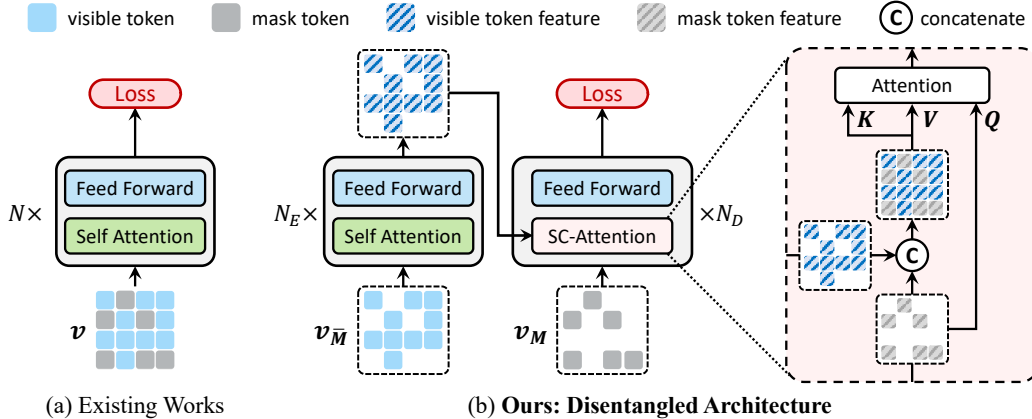 visible token
mask token
visible token feature
mask token feature
C concatenate
Loss
Feed Forward
Self Attention
N×
v
(a) Existing Works
Feed Forward
Self Attention
N_E×
v_M̄
Loss
Feed Forward
SC-Attention
×N_D
v_M
Attention
K V Q
C
(b) Ours: Disentangled Architecture